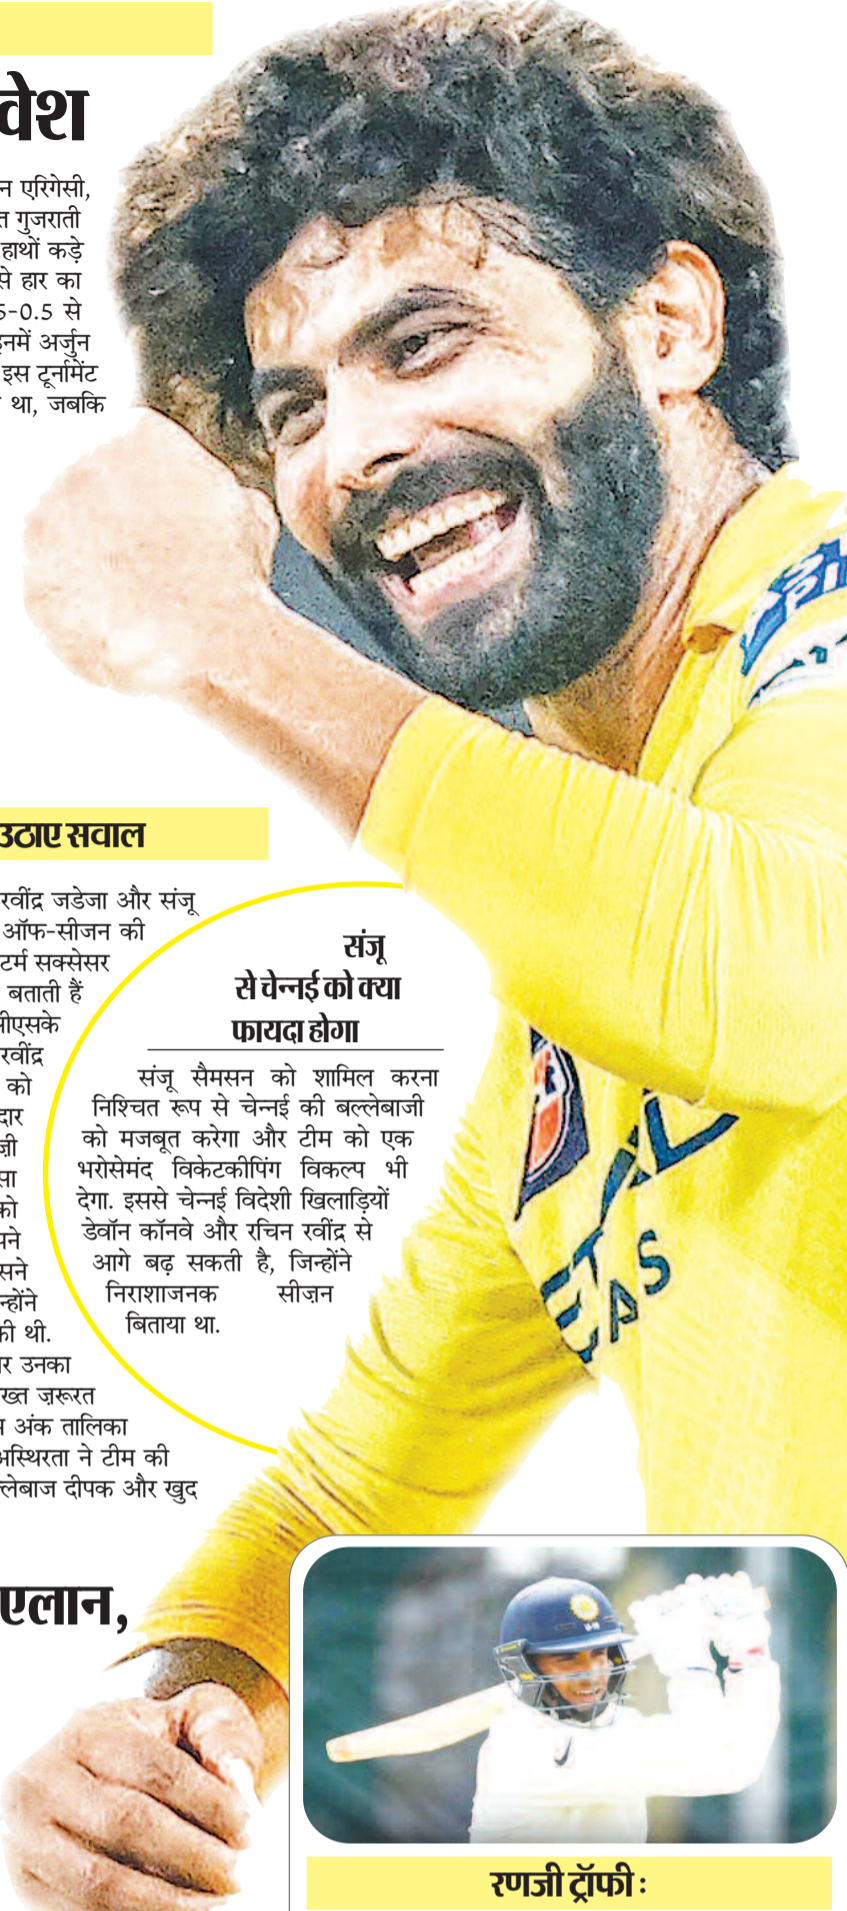 वेश
न एरिगेसी,
त गुजराती
हाथों कड़े
से हार का
5-0.5 से
इनमें अर्जुन
इस टूर्नामेंट
था, जबकि
उठाए सवाल
रवींद्र जडेजा और संजू
ऑफ-सीजन की
टर्म सक्सेसर
बताती हैं
सीएसके
रवींद्र
को
दार
ज़ी
सा
को
पने
सने
न्होंने
की थी.
र उनका
ख्त ज़रूरत
अंक तालिका
अस्थिरता ने टीम की
ल्लेबाज दीपक और खुद
संजू
से चेन्नई को क्या
फायदा होगा
संजू सैमसन को शामिल करना
निश्चित रूप से चेन्नई की बल्लेबाजी
को मजबूत करेगा और टीम को एक
भरोसेमंद विकेटकीपिंग विकल्प भी
देगा. इससे चेन्नई विदेशी खिलाड़ियों
डेवॉन कॉनवे और रचिन रवींद्र से
आगे बढ़ सकती है, जिन्होंने
निराशाजनक सीज़न
बिताया था.
एलान,
रणजी ट्रॉफी :